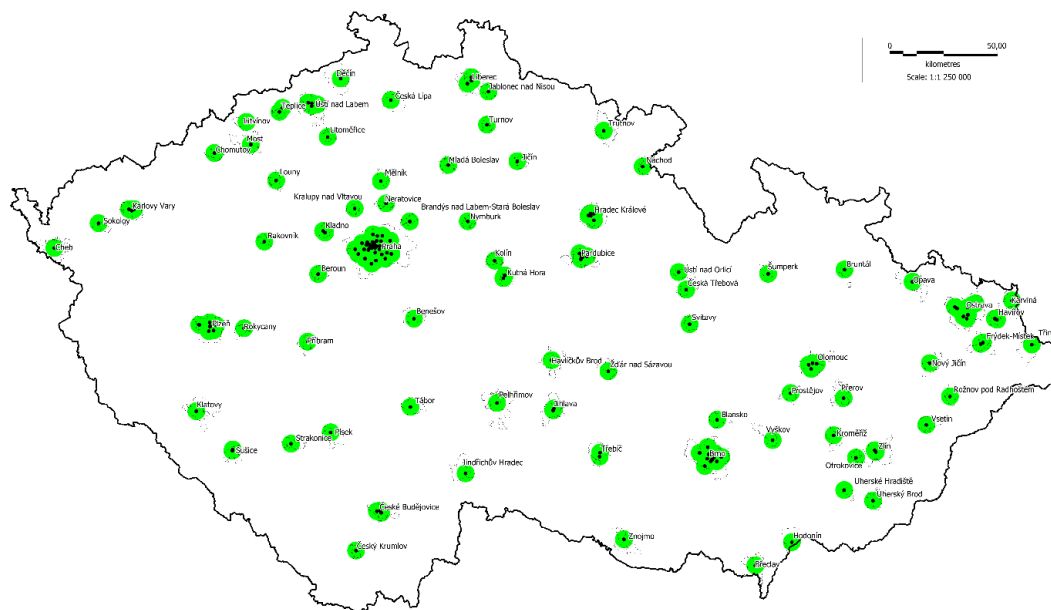 0
50,00
kilometres
Scale: 1:1 250 000
Děčín
Liberec
Jablonec nad Nisou
Česká Lípa
Teplice
Ústí nad Labem
Litvínov
Turnov
Trutnov
Litoměřice
Most
Chomutov
Mladá Boleslav
Jičín
Náchod
Louny
Mělník
Kralupy nad Vltavou
Neratovice
Karlovy Vary
Brandýs nad Labem-Stará Boleslav
Hradec Králové
Sokolov
Nymburk
Kladno
Rakovník
Praha
Cheb
Pardubice
Kolín
Beroun
Kutná Hora
Ústí nad Orlicí
Šumperk
Bruntál
Opava
Česká Třebová
Karviná
Ostrava
Havířov
Benešov
Svitavy
Plzeň
Rokycany
Příbram
Frýdek-Místek
Třin
Havlíčkův Brod
Olomouc
Nový Jičín
Žďár nad Sázavou
Prostějov
Přerov
Rožnov pod Radhoštěm
Pelhřimov
Klatovy
Tábor
Jihlava
Blansko
Vsetín
Písek
Strakonice
Vyškov
Kroměříž
Sušice
Třebíč
Brno
Zlín
Otrokovice
Jindřichův Hradec
Uherské Hradiště
Uherský Brod
České Budějovice
Znojmo
Hodonín
Český Krumlov
Břeclav